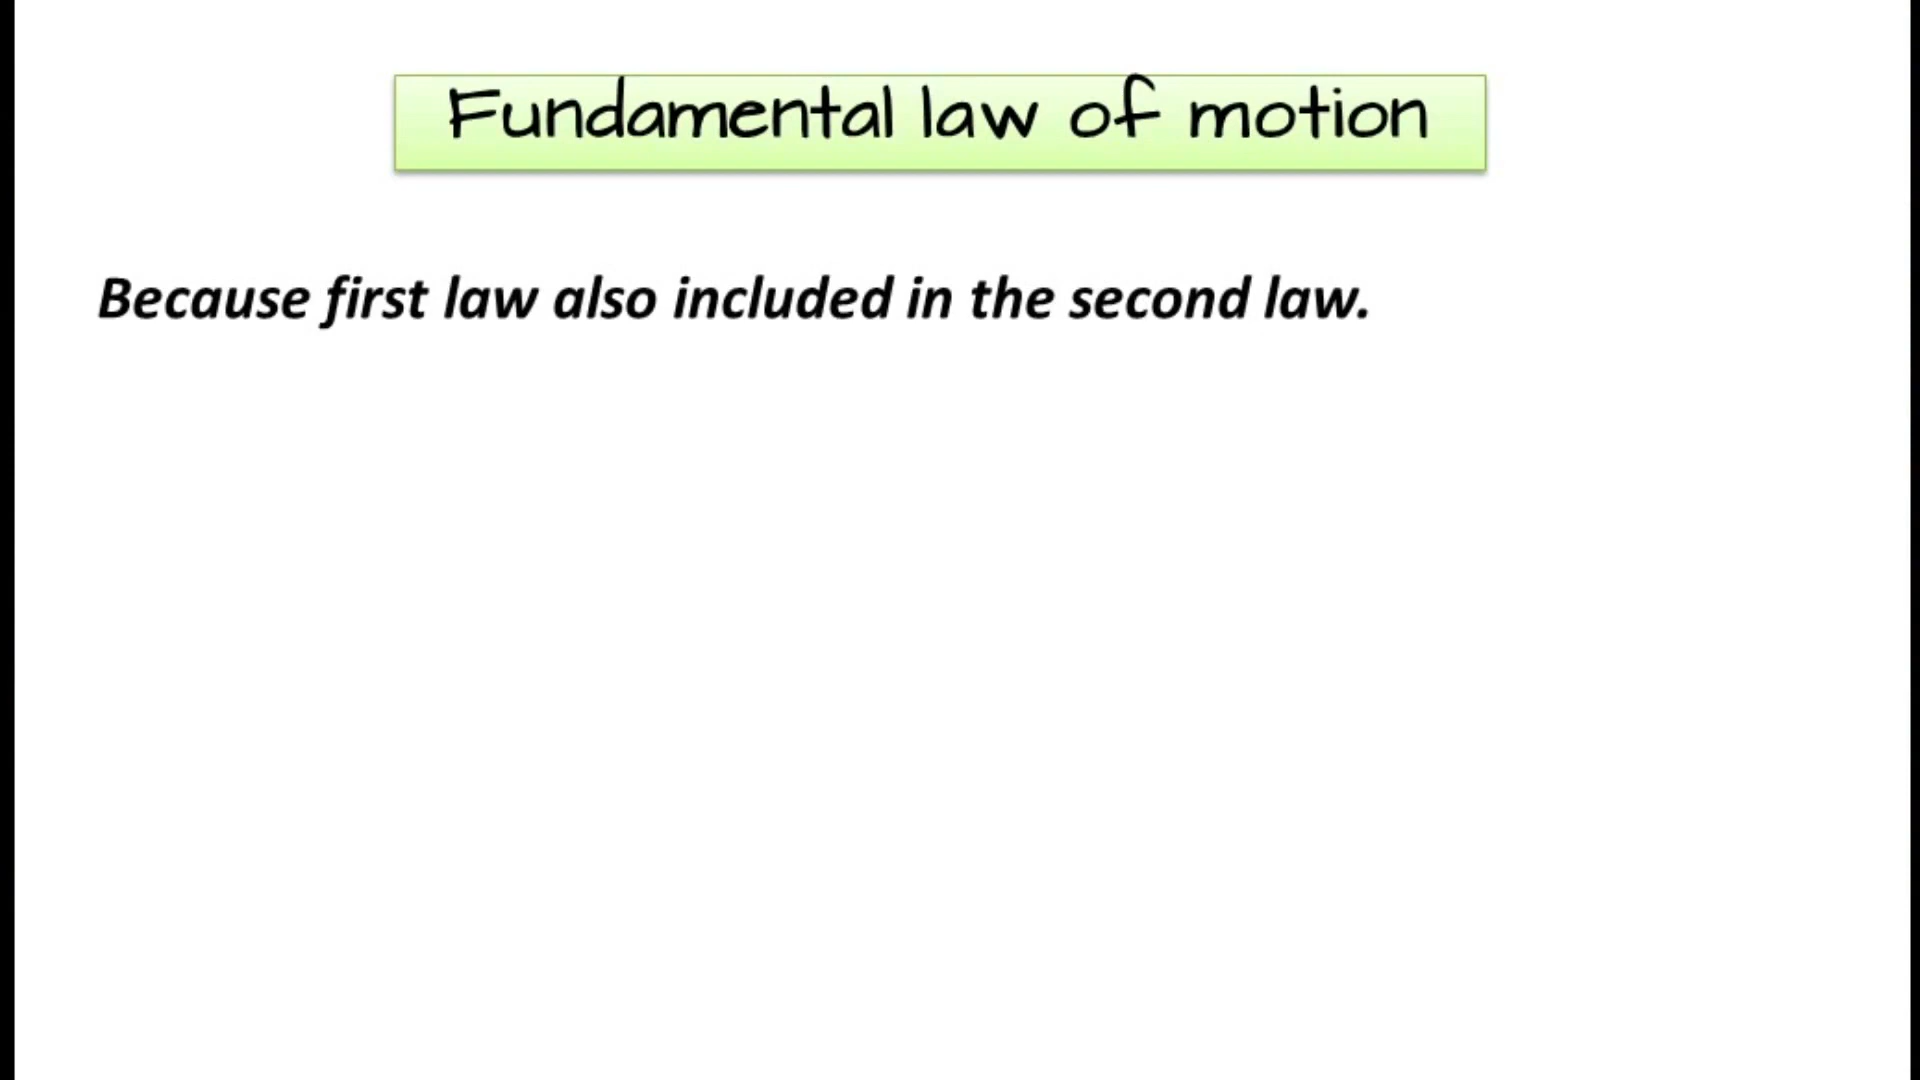 Fundamental law of motion
Because first law also included in the second law.